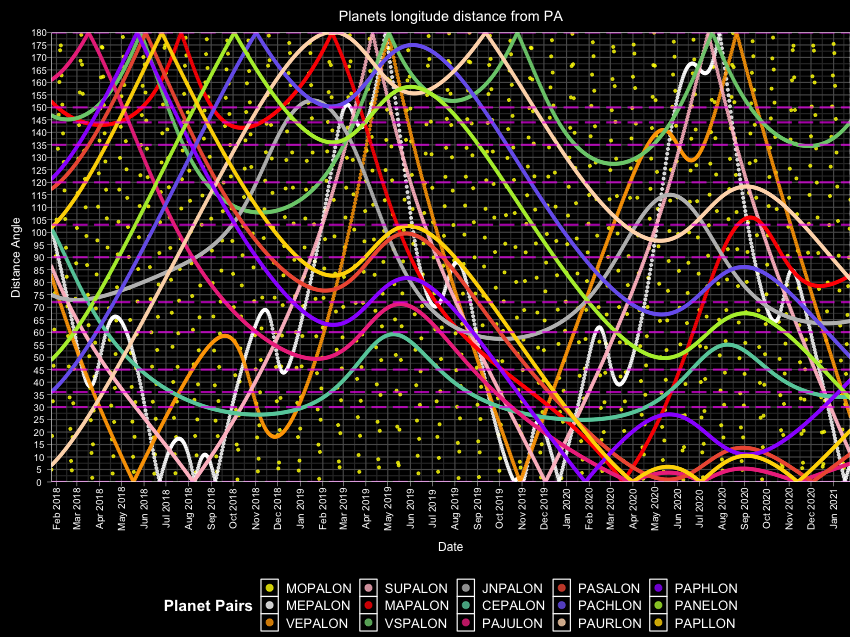 Planets longitude distance from PA
180
175
170
165
160
155
150
145
140
135
130
125
120
115
110
105
100
95
90
85
80
75
70
65
60
55
50
45
40
35
30
25
20
15
10
5
0
Distance Angle
Feb 2018
Mar 2018
Apr 2018
May 2018
Jun 2018
Jul 2018
Aug 2018
Sep 2018
Oct 2018
Nov 2018
Dec 2018
Jan 2019
Feb 2019
Mar 2019
Apr 2019
May 2019
Jun 2019
Jul 2019
Aug 2019
Sep 2019
Oct 2019
Nov 2019
Dec 2019
Jan 2020
Feb 2020
Mar 2020
Apr 2020
May 2020
Jun 2020
Jul 2020
Aug 2020
Sep 2020
Oct 2020
Nov 2020
Dec 2020
Jan 2021
Date
Planet Pairs
MOPALON SUPALON JNPALON PASALON PAPHLON
MEPALON MAPALON CEPALON PACHLON PANELON
VEPALON VSPALON PAJULON PAURLON PAPLLON